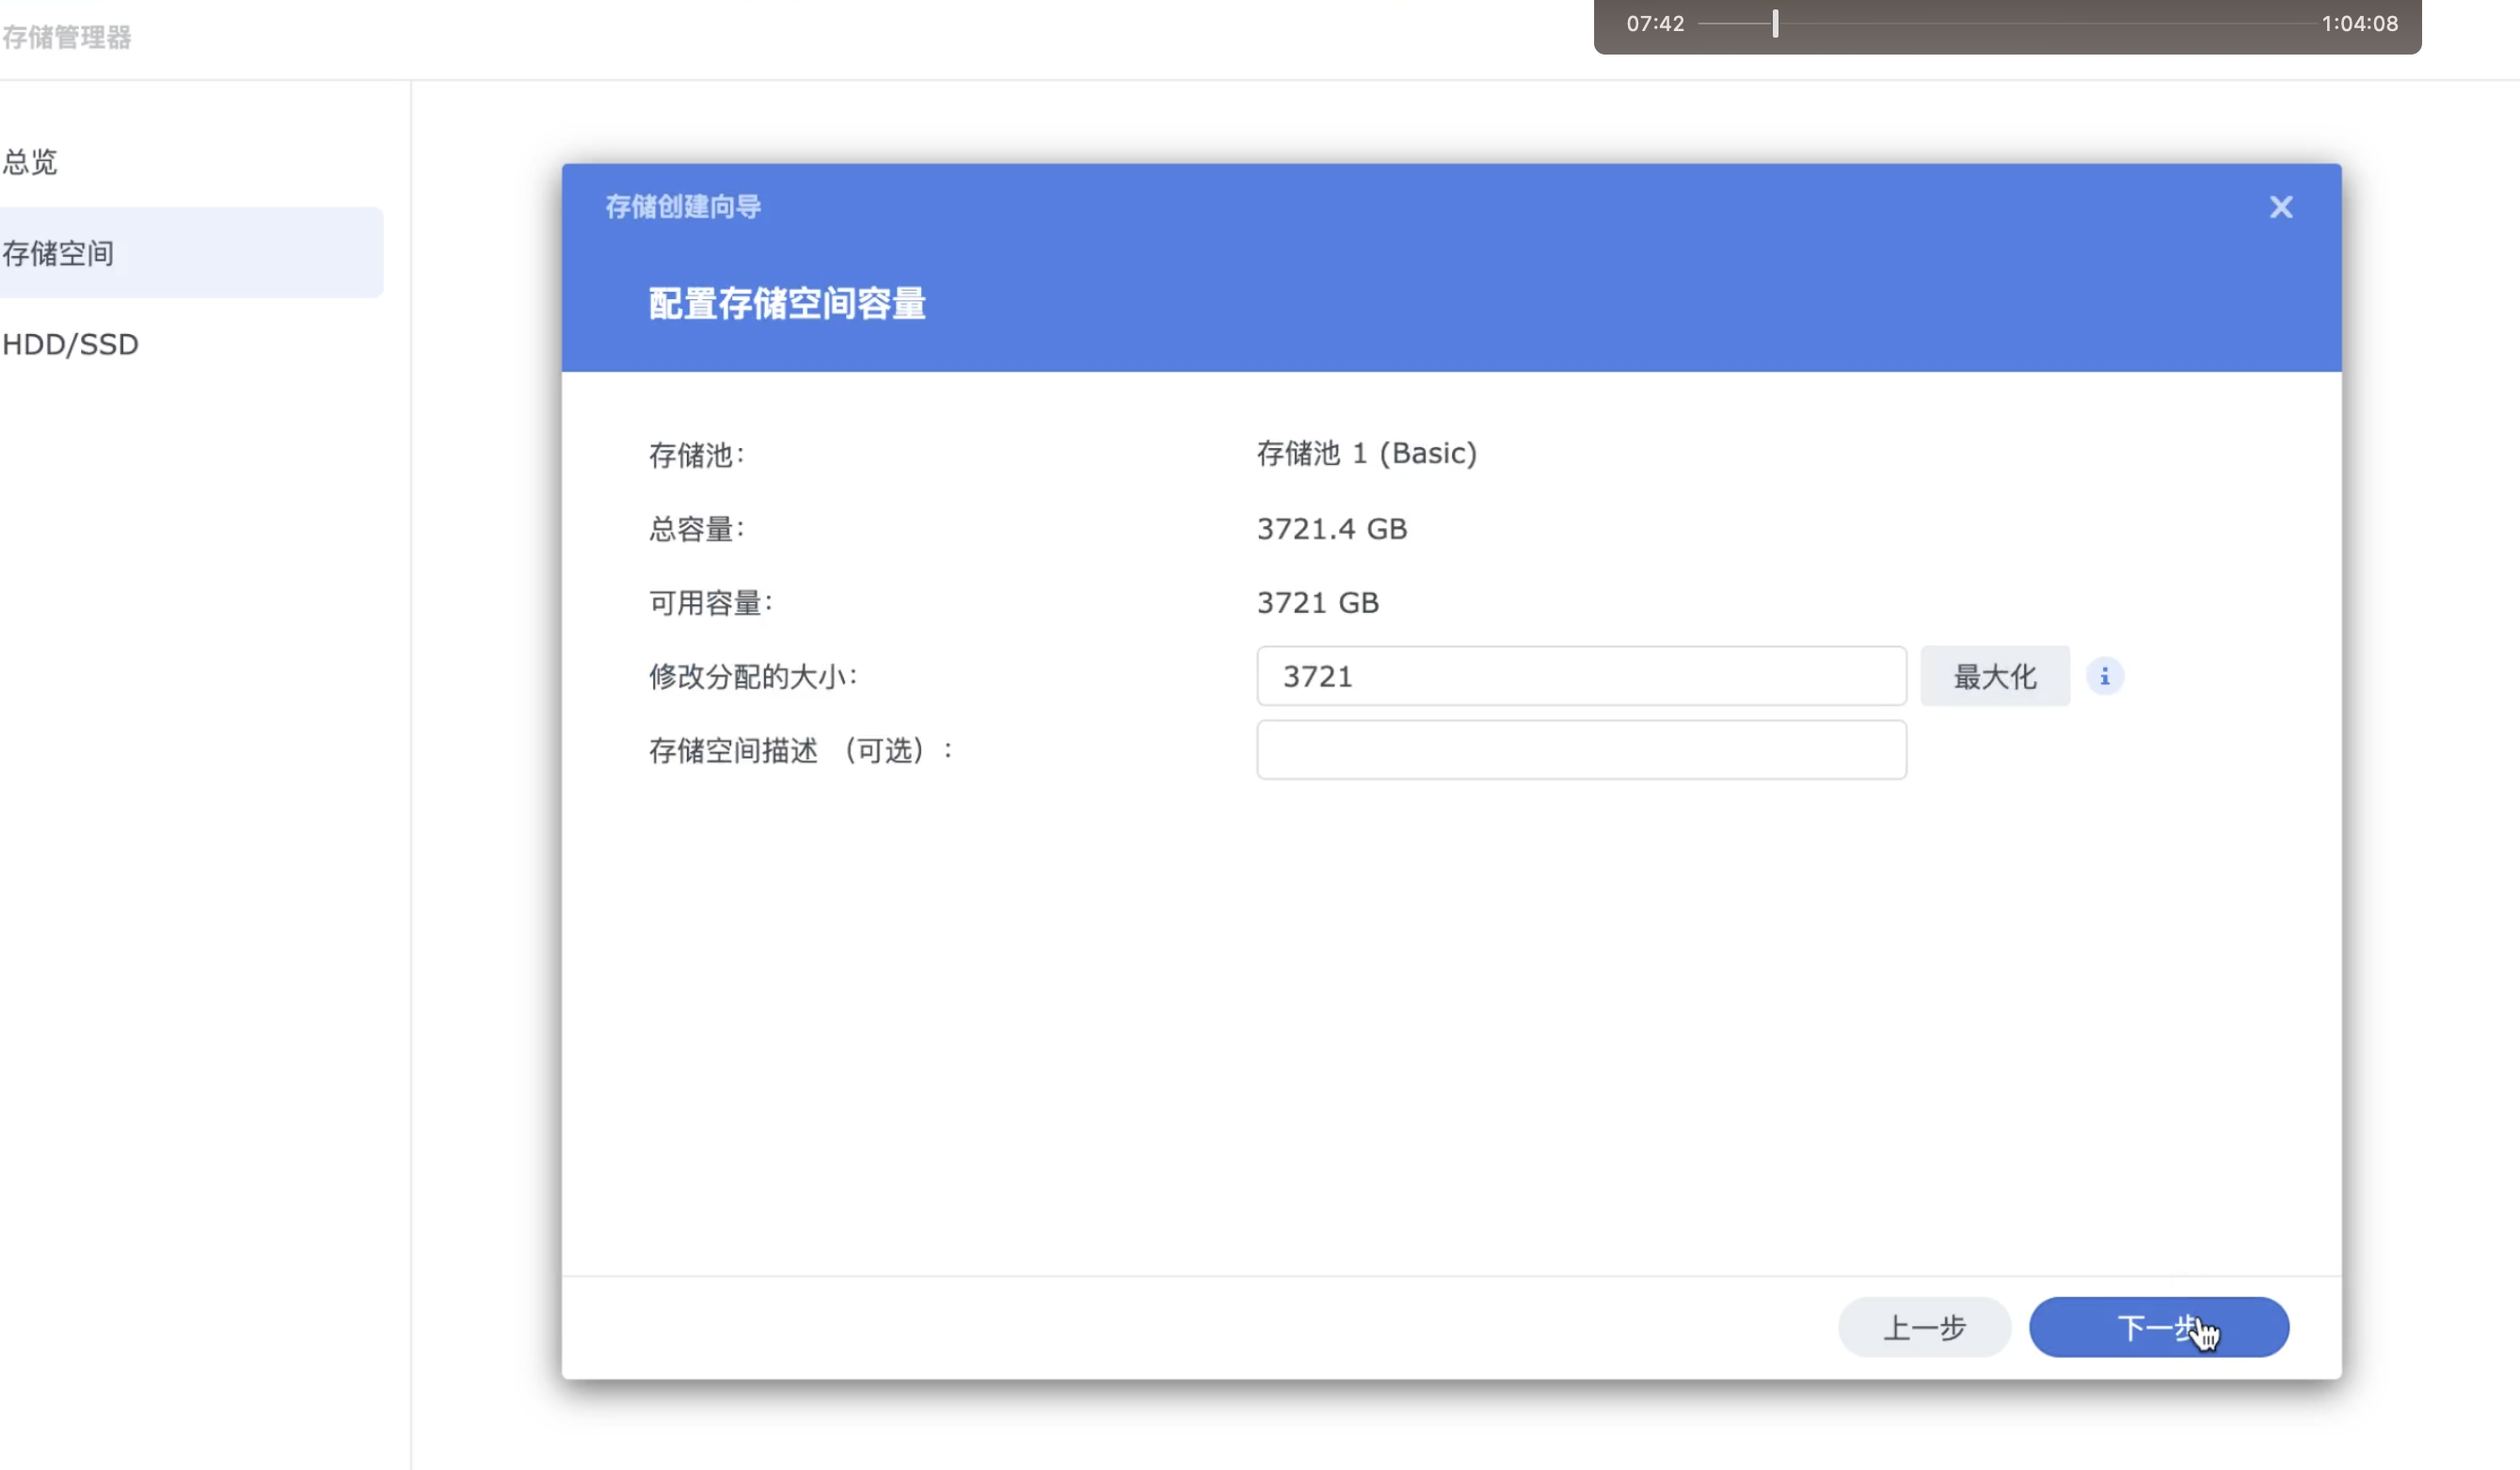 存储管理器
07:42
1:04:08
总览
存储空间
HDD/SSD
存储创建向导
配置存储空间容量
存储池: 存储池 1 (Basic)
总容量: 3721.4 GB
可用容量: 3721 GB
修改分配的大小: 3721 最大化
存储空间描述 （可选）:
上一步
下一步